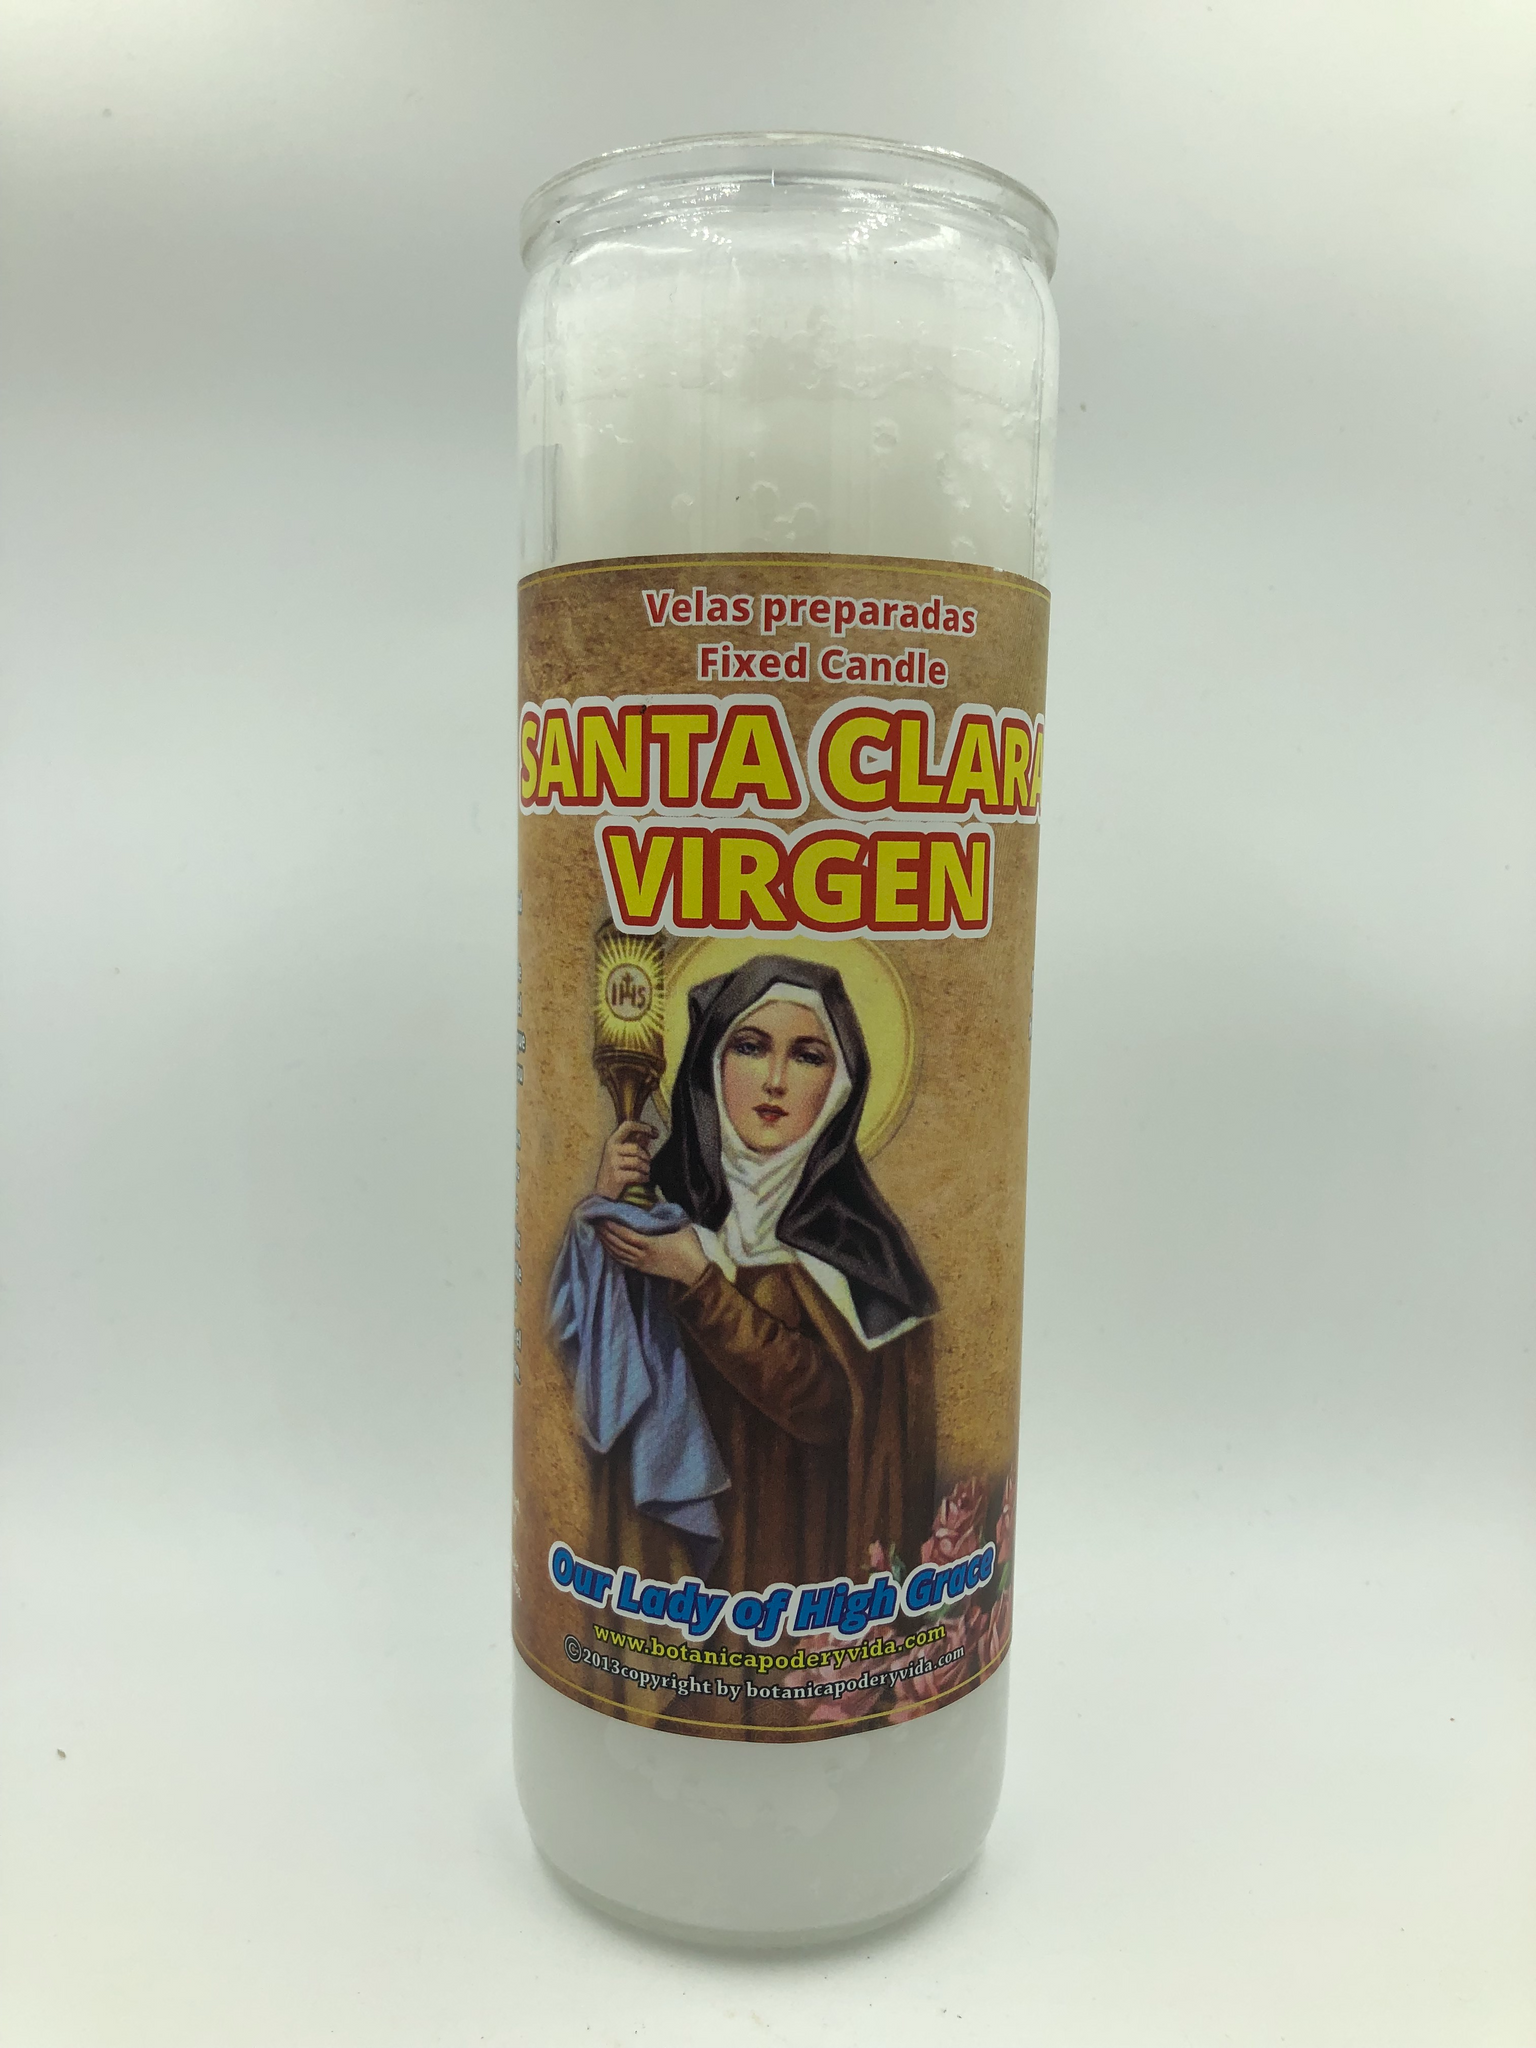 Velas preparadas
Fixed Candle
SANTA CLARA
VIRGEN
IHS
Our Lady of High Grace
www.botanicapoderyvida.com
©2013copyright by botanicapoderyvida.com